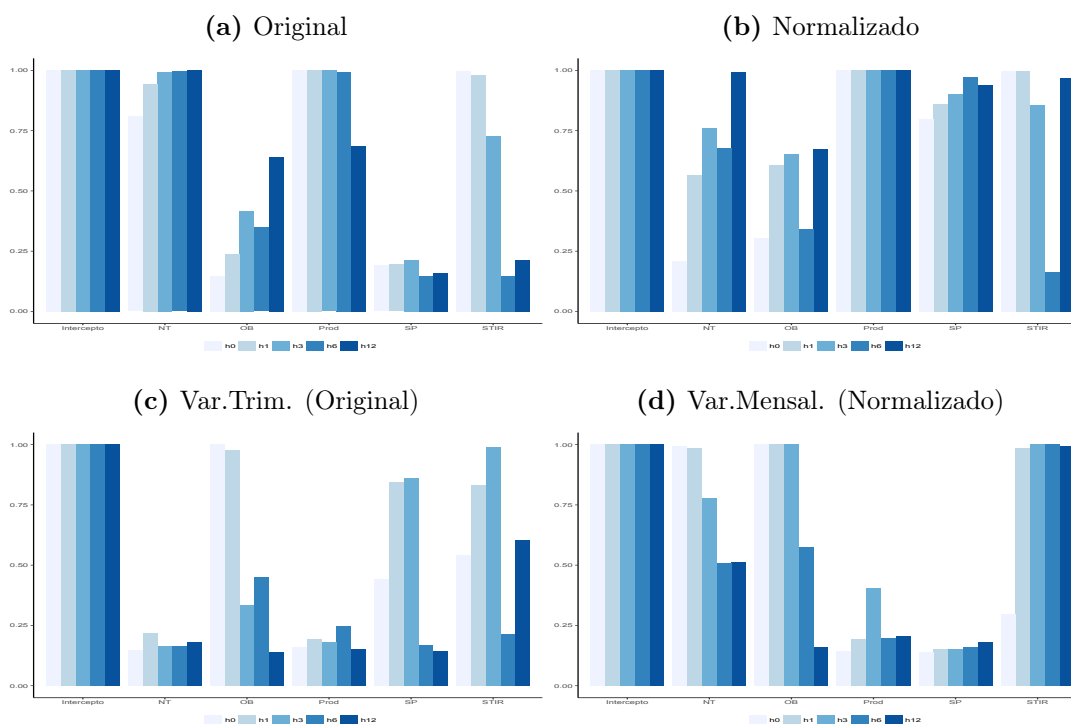 (a) Original
1.00
0.75
0.50
0.25
0.00
Intercepto NT OB Prod SP STIR
h0 h1 h3 h6 h12
(b) Normalizado
1.00
0.75
0.50
0.25
0.00
Intercepto NT OB Prod SP STIR
h0 h1 h3 h6 h12
(c) Var.Trim. (Original)
1.00
0.75
0.50
0.25
0.00
Intercepto NT OB Prod SP STIR
h0 h1 h3 h6 h12
(d) Var.Mensal. (Normalizado)
1.00
0.75
0.50
0.25
0.00
Intercepto NT OB Prod SP STIR
h0 h1 h3 h6 h12